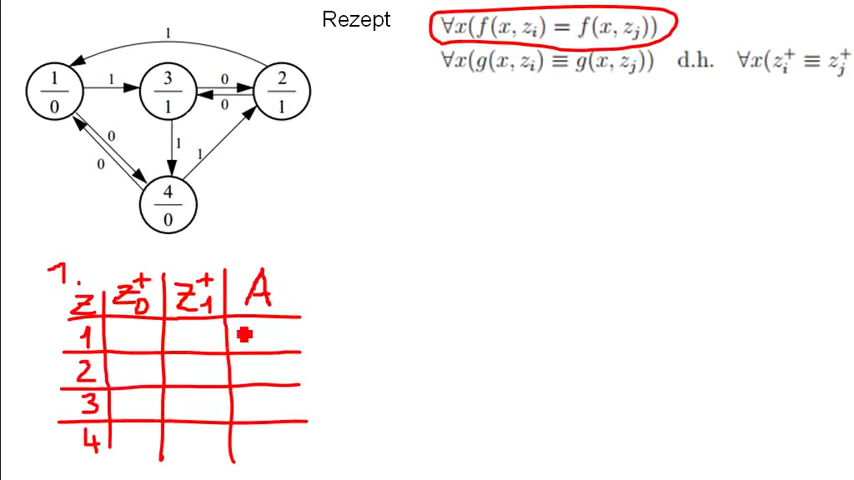 Rezept
∀x(f(x, z_i) = f(x, z_j))
∀x(g(x, z_i) ≡ g(x, z_j)) d.h. ∀x(z_i^+ ≡ z_j^+
1
1 0
1 3 2
0 1 1
1
0
0
0
1
1
4
0
1.
z z_0^+ z_1^+ A
1
2
3
4